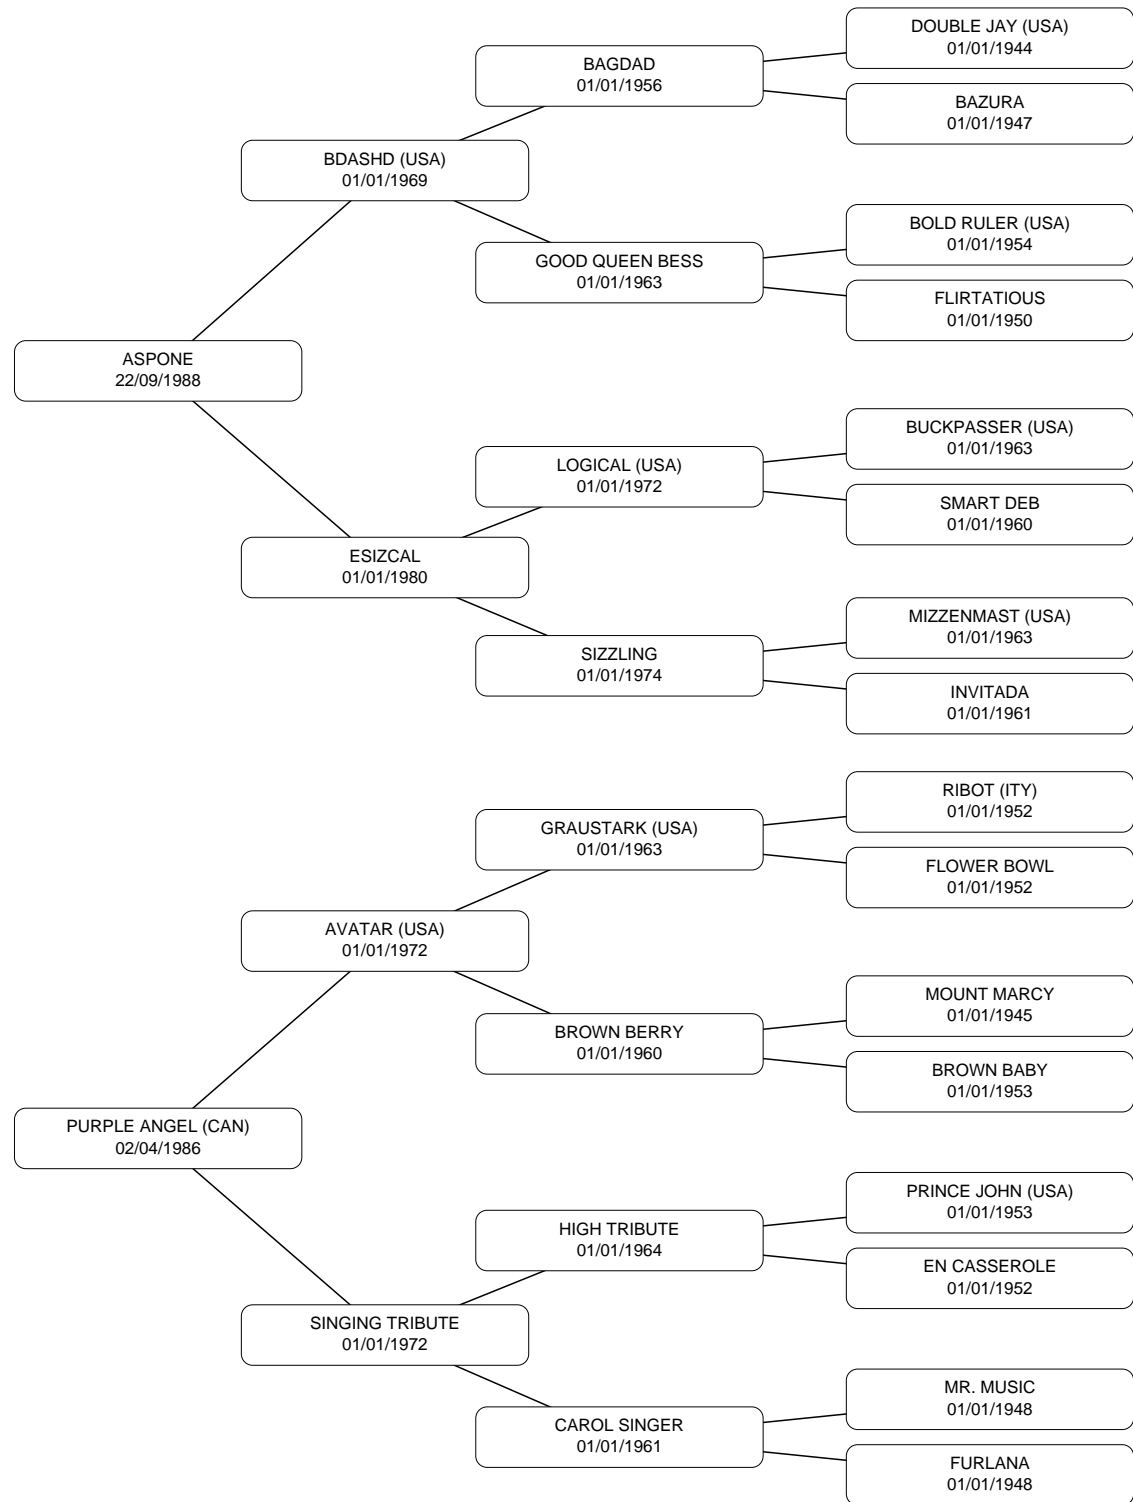 DOUBLE JAY (USA)
01/01/1944
BAGDAD
01/01/1956
BAZURA
01/01/1947
BDASHD (USA)
01/01/1969
BOLD RULER (USA)
01/01/1954
GOOD QUEEN BESS
01/01/1963
FLIRTATIOUS
01/01/1950
ASPONE
22/09/1988
BUCKPASSER (USA)
01/01/1963
LOGICAL (USA)
01/01/1972
SMART DEB
01/01/1960
ESIZCAL
01/01/1980
MIZZENMAST (USA)
01/01/1963
SIZZLING
01/01/1974
INVITADA
01/01/1961
RIBOT (ITY)
01/01/1952
GRAUSTARK (USA)
01/01/1963
FLOWER BOWL
01/01/1952
AVATAR (USA)
01/01/1972
MOUNT MARCY
01/01/1945
BROWN BERRY
01/01/1960
BROWN BABY
01/01/1953
PURPLE ANGEL (CAN)
02/04/1986
PRINCE JOHN (USA)
01/01/1953
HIGH TRIBUTE
01/01/1964
EN CASSEROLE
01/01/1952
SINGING TRIBUTE
01/01/1972
MR. MUSIC
01/01/1948
CAROL SINGER
01/01/1961
FURLANA
01/01/1948